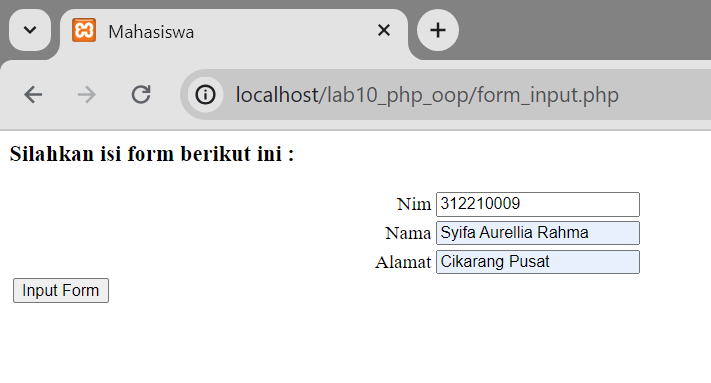 Mahasiswa
localhost/lab10_php_oop/form_input.php
Silahkan isi form berikut ini :
Nim 312210009
Nama Syifa Aurellia Rahma
Alamat Cikarang Pusat
Input Form